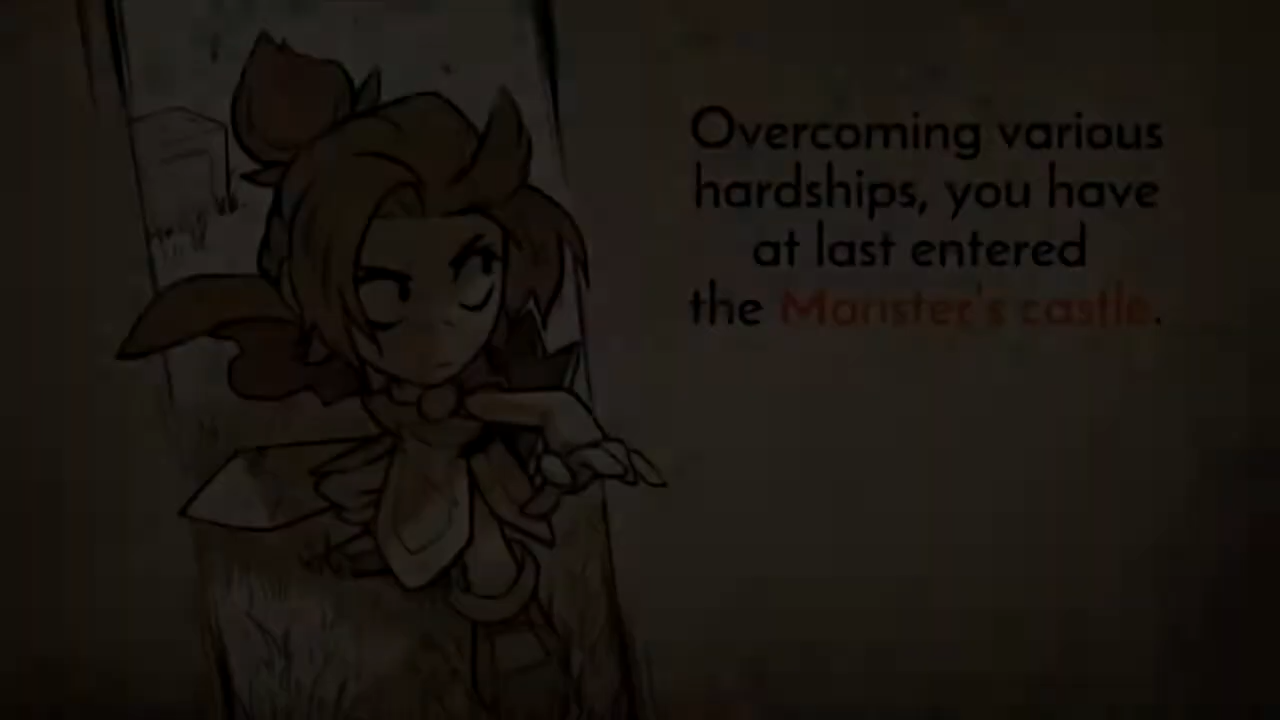 Overcoming various
hardships, you have
at last entered
the Monster's castle.